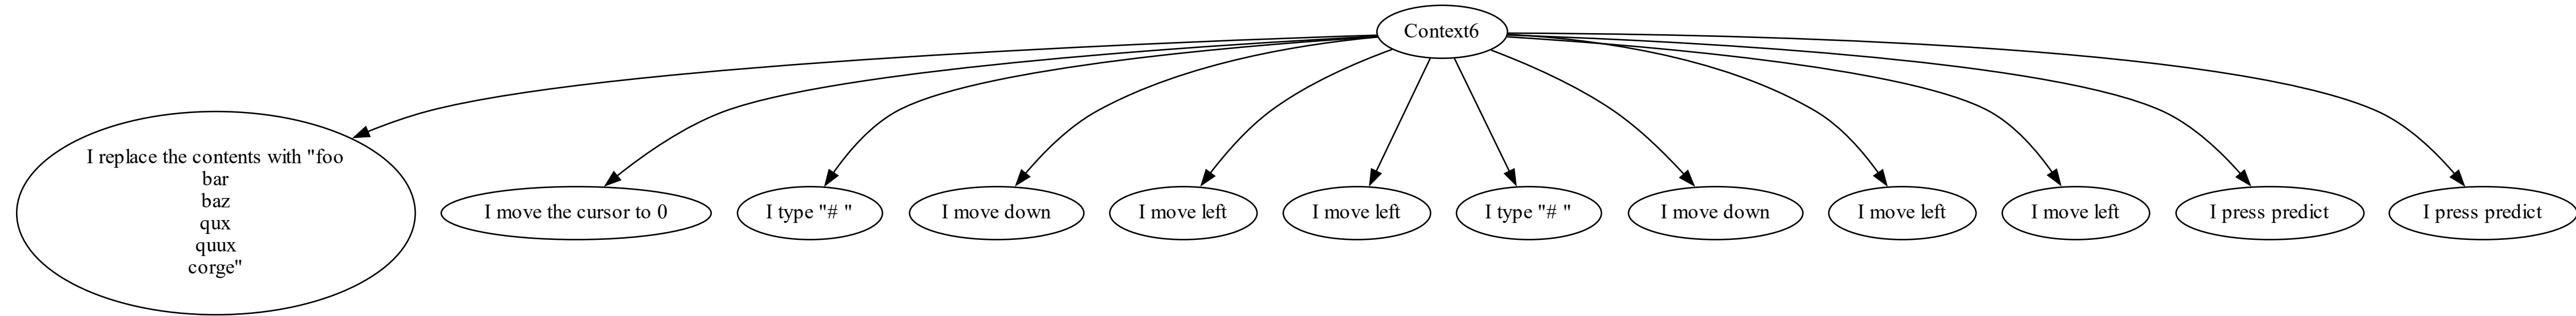 Context6
I replace the contents with "foo
bar
baz
qux
quux
corge"
I move the cursor to 0
I type "# "
I move down
I move left
I move left
I type "# "
I move down
I move left
I move left
I press predict
I press predict